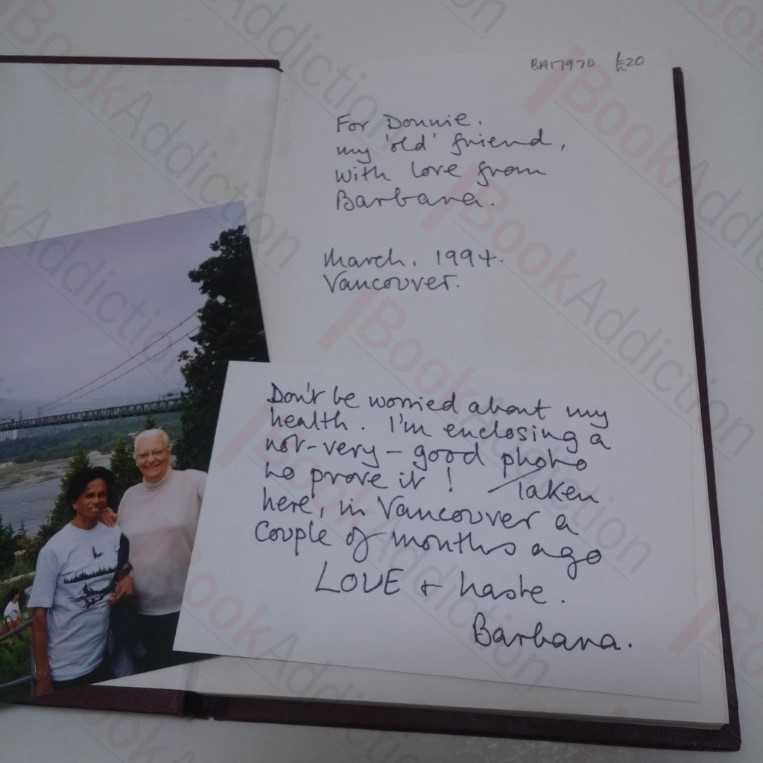 BA17970 £20
For Donnie.
my 'old' friend,
with love from
Barbara.
March. 1994.
Vancouver.
Don't be worried about my
health. I'm enclosing a
not-very-good photo
to prove it! Taken
here, in Vancouver a
couple of months ago
LOVE + haste.
Barbara.
BookAddiction